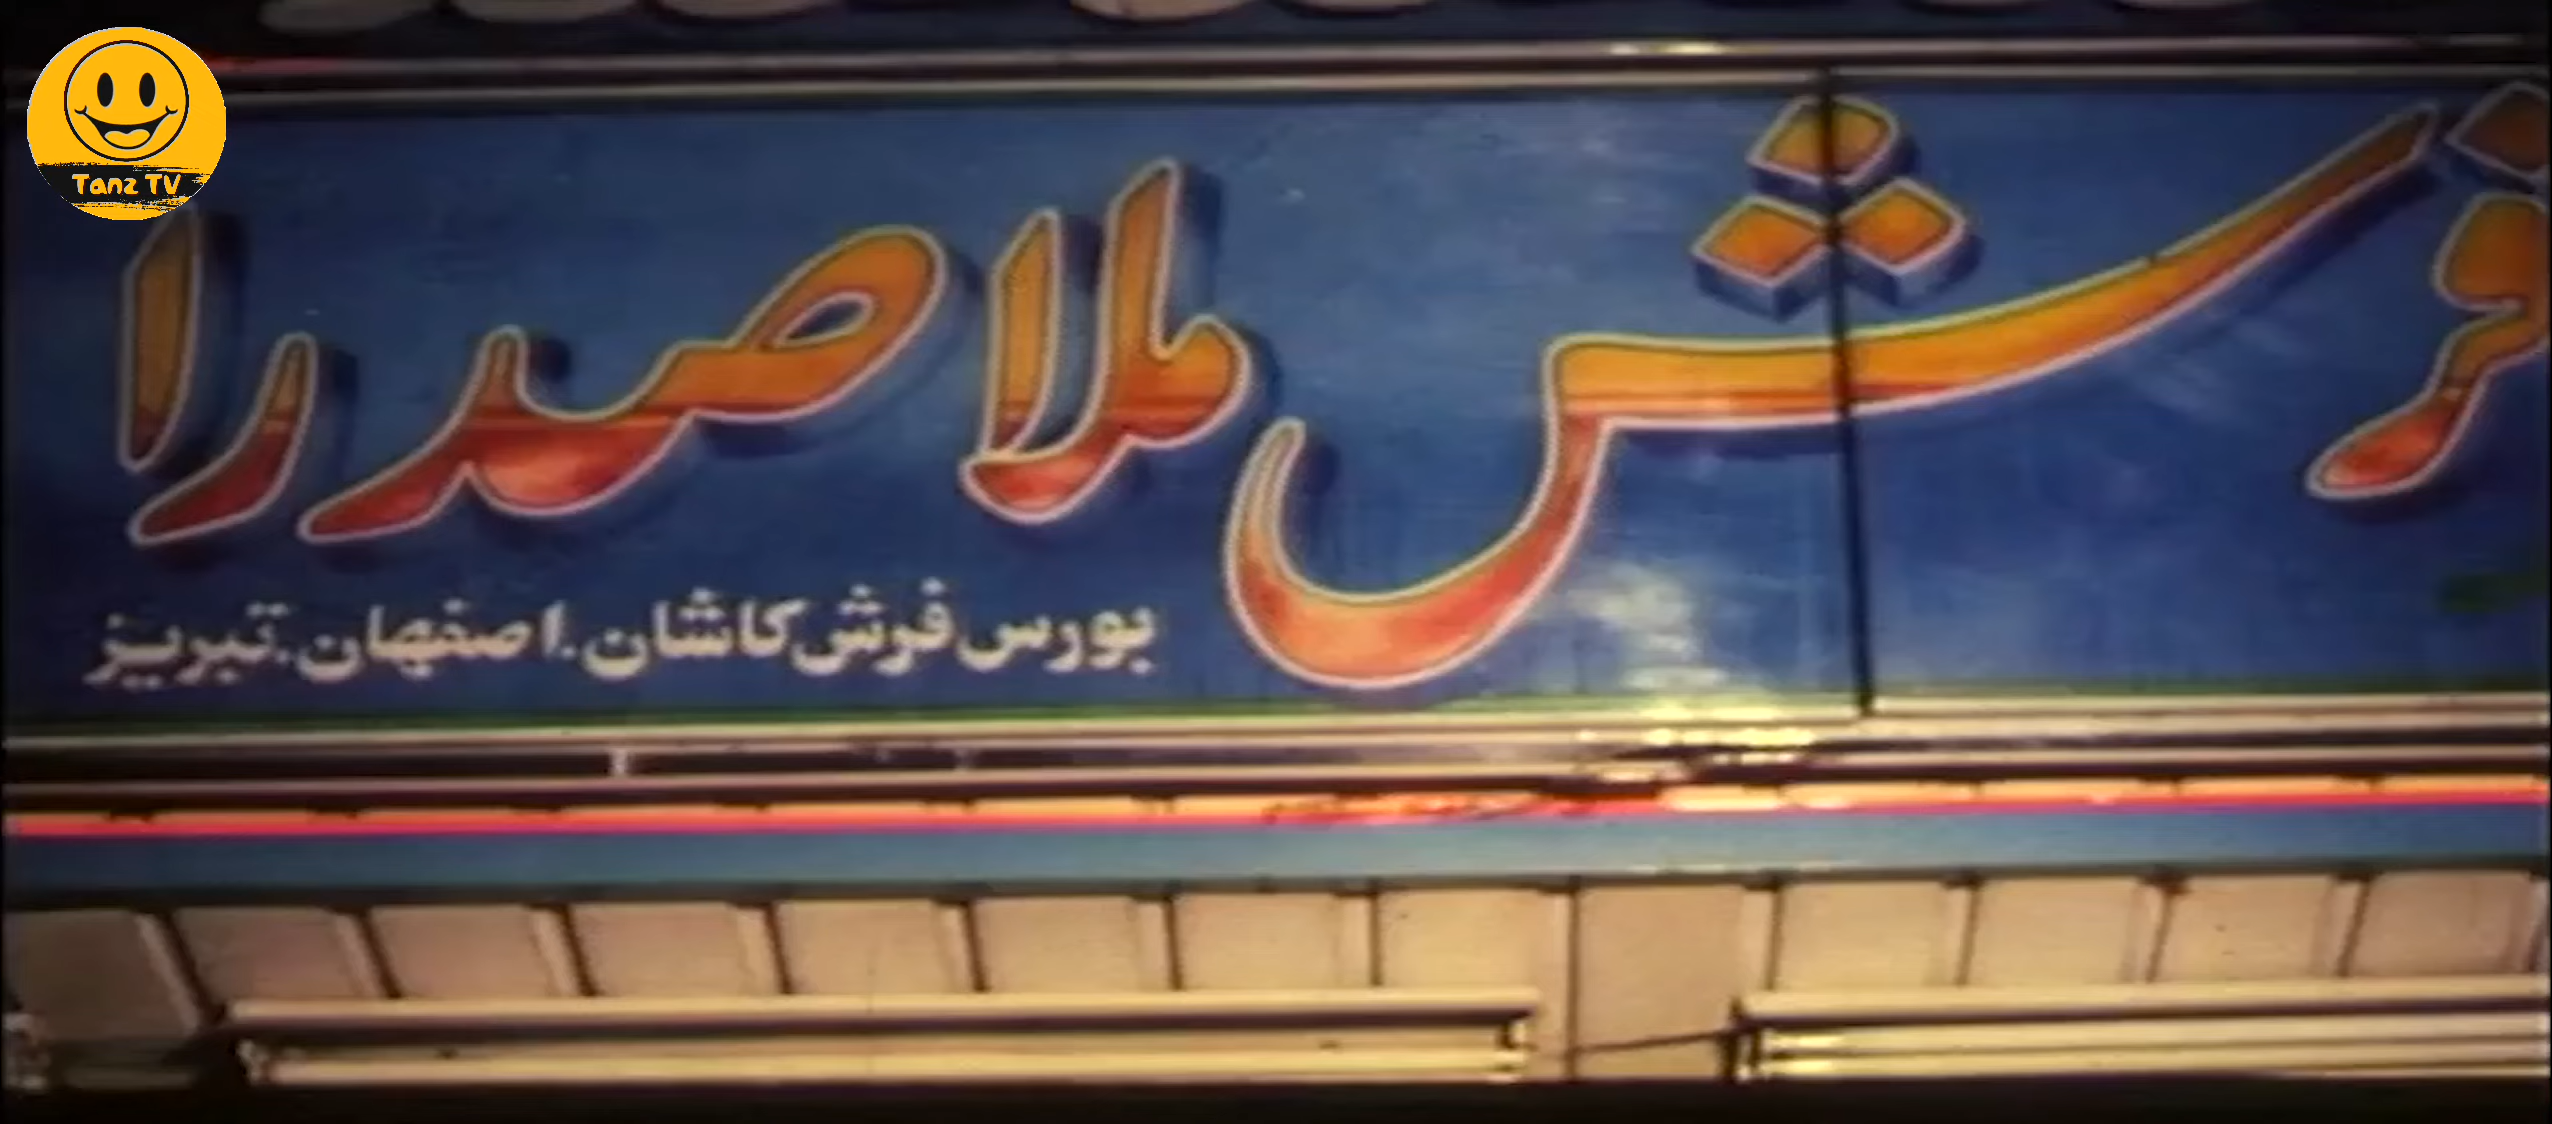 Tanz TV
فرش ملاصدرا
بورس فرش کاشان . اصفهان . تبریز